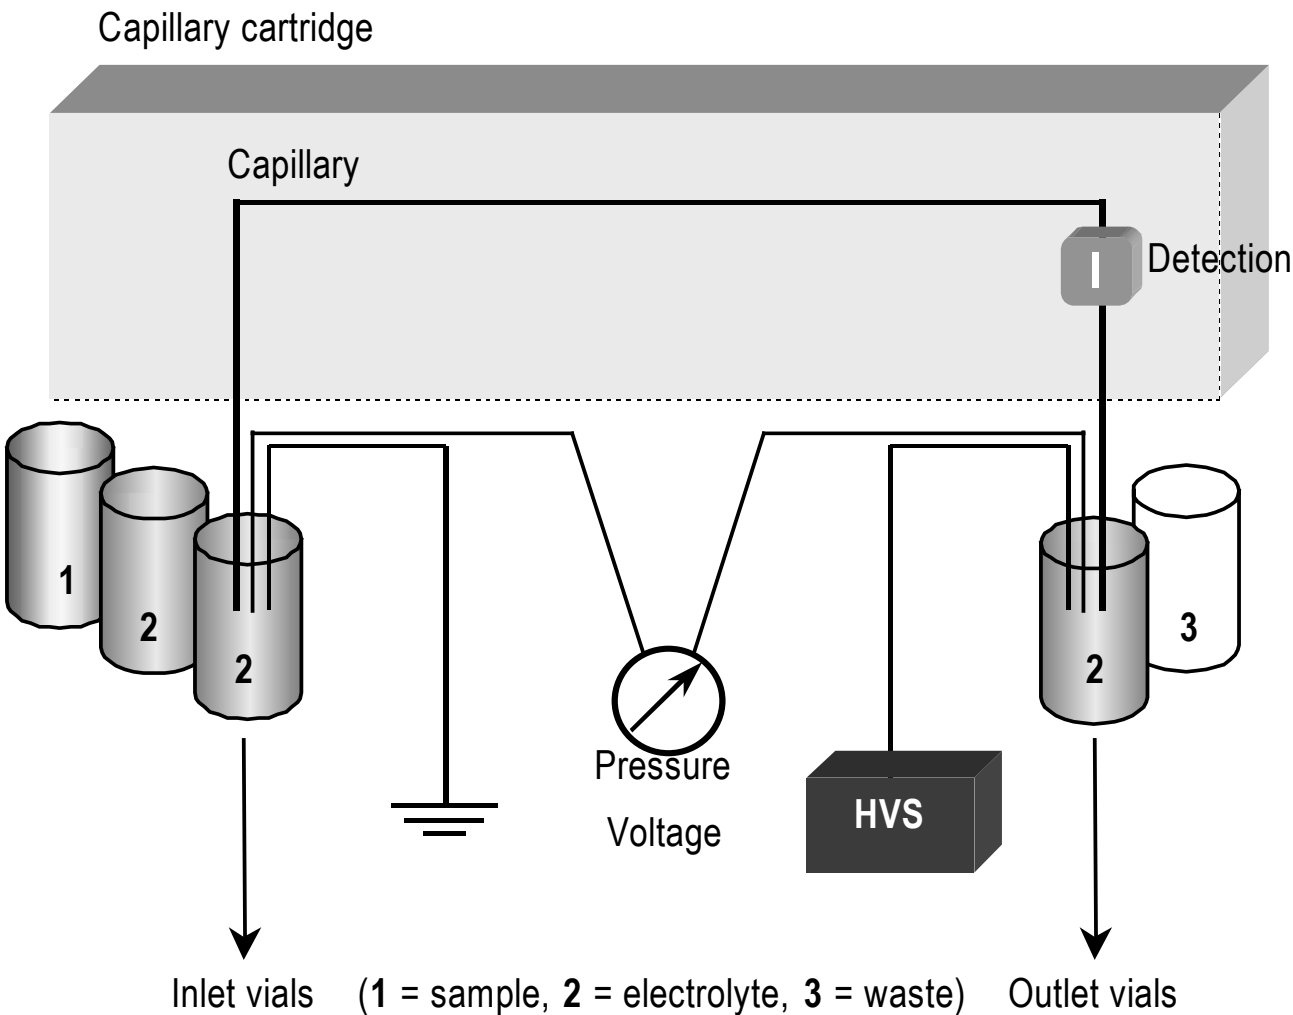 Capillary cartridge
Capillary
Detection
1
2
2
2
3
Pressure
Voltage
HVS
Inlet vials (1 = sample, 2 = electrolyte, 3 = waste) Outlet vials